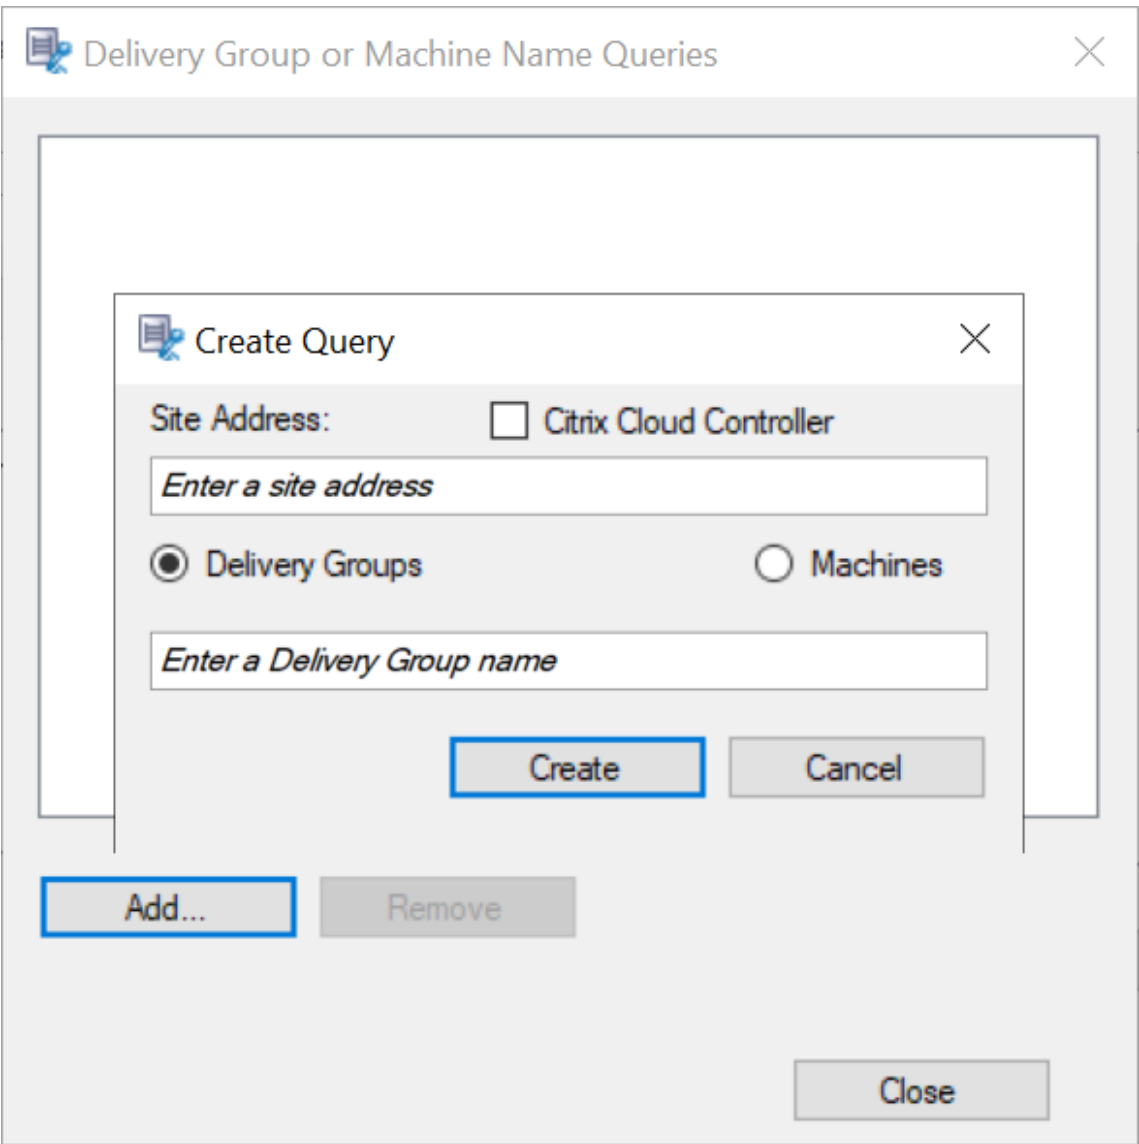 Delivery Group or Machine Name Queries
Create Query
Site Address: Citrix Cloud Controller
Enter a site address
Delivery Groups Machines
Enter a Delivery Group name
Create Cancel
Add... Remove
Close